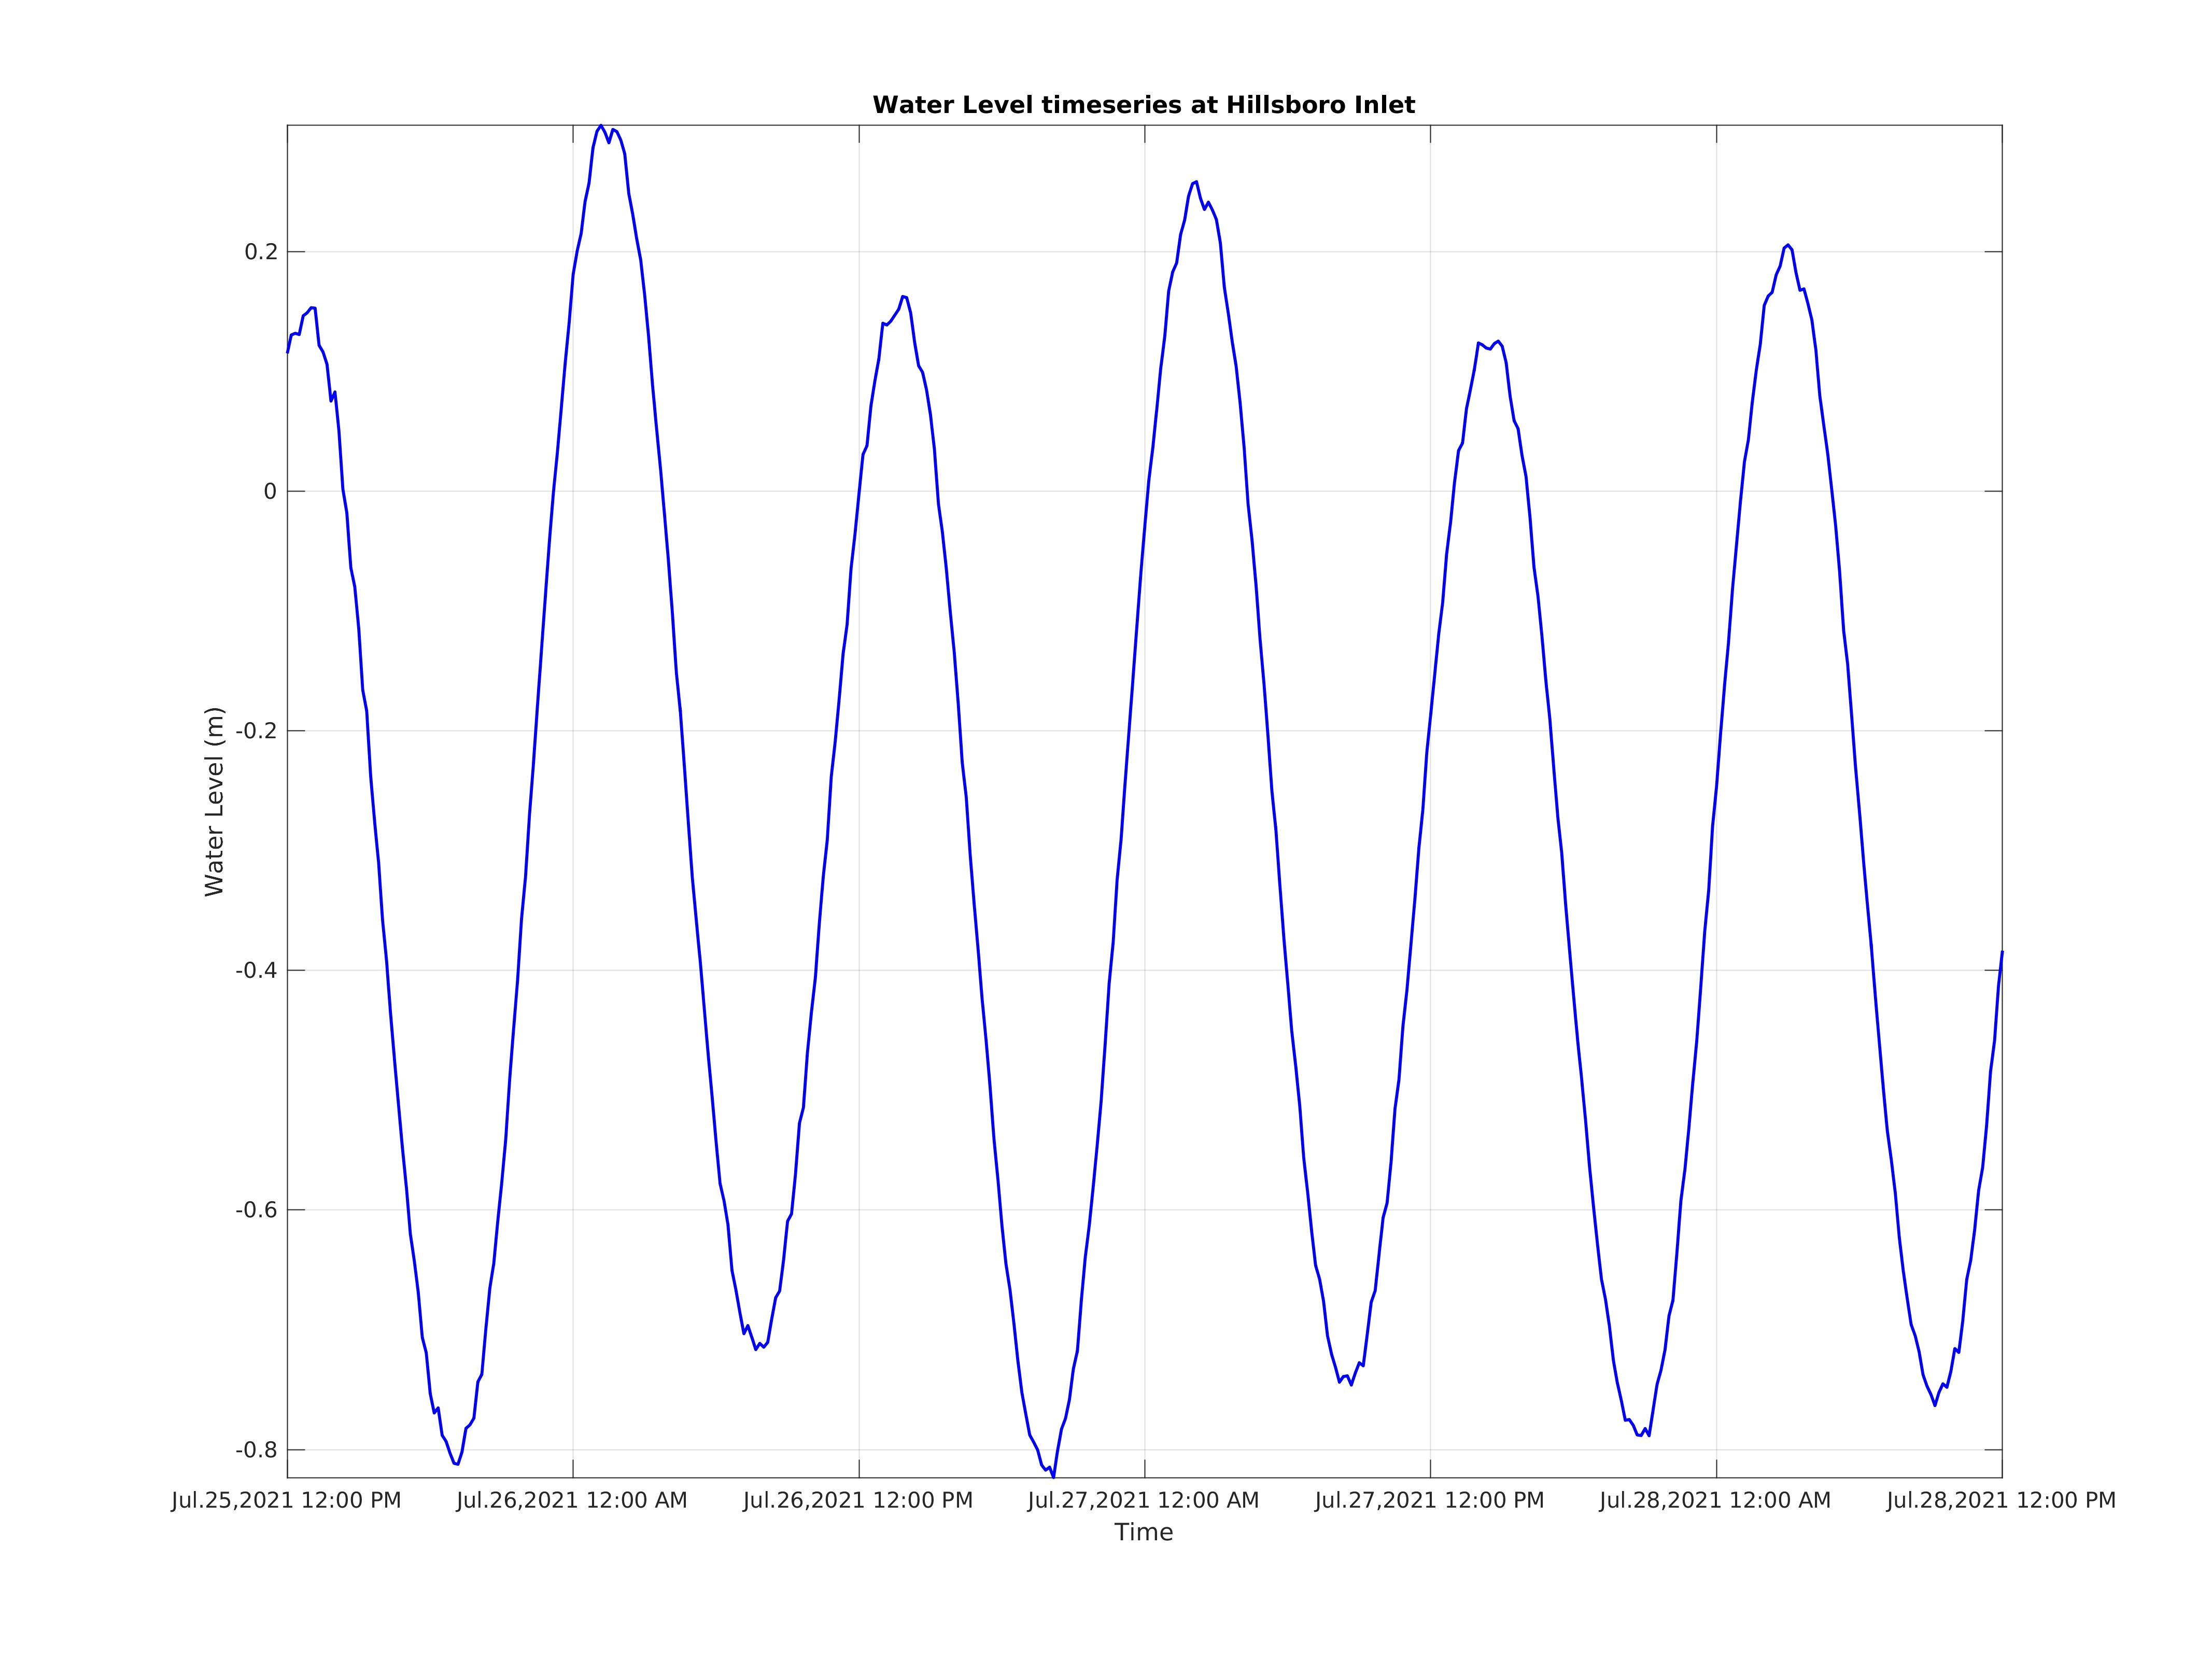 Water Level timeseries at Hillsboro Inlet
0.2
0
-0.2
-0.4
-0.6
-0.8
Water Level (m)
Jul.25,2021 12:00 PM
Jul.26,2021 12:00 AM
Jul.26,2021 12:00 PM
Jul.27,2021 12:00 AM
Jul.27,2021 12:00 PM
Jul.28,2021 12:00 AM
Jul.28,2021 12:00 PM
Time